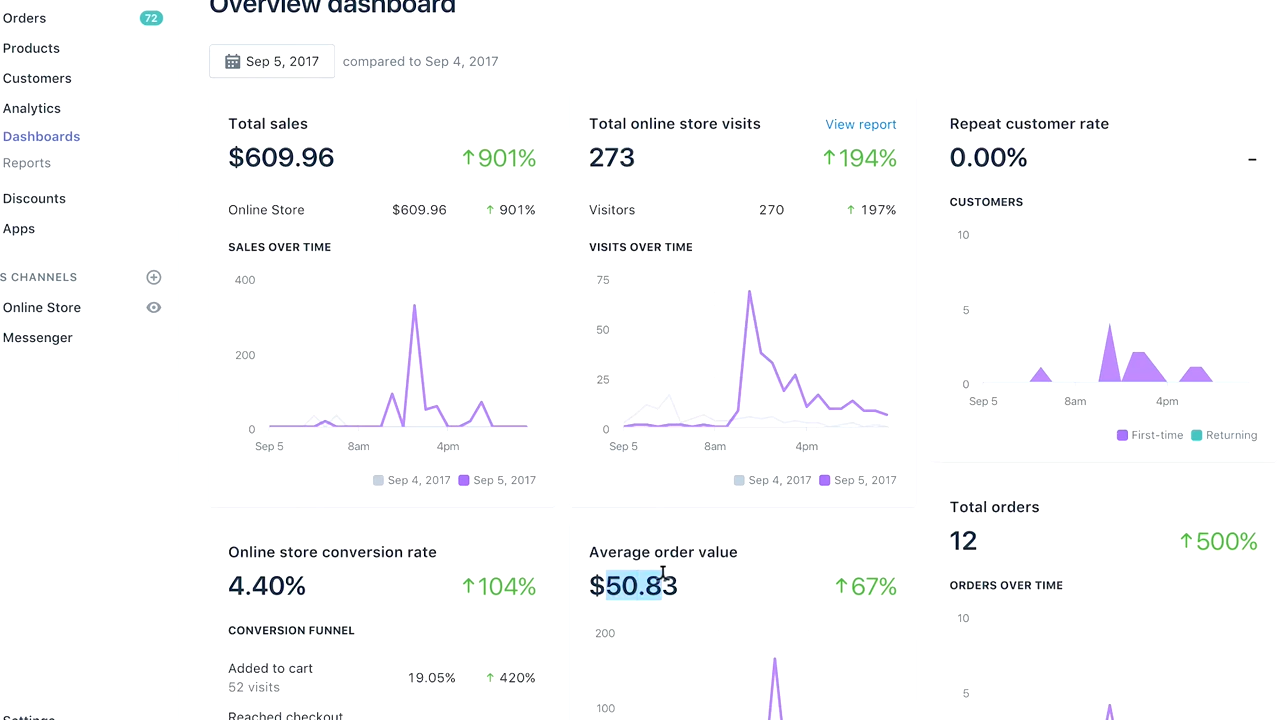 Overview dashboard
Orders 72
Products
Customers
Analytics
Dashboards
Reports
Discounts
Apps
S CHANNELS
Online Store
Messenger
Settings
Sep 5, 2017 compared to Sep 4, 2017
Total sales
$609.96 ↑901%
Online Store $609.96 ↑ 901%
SALES OVER TIME
400
200
0
Sep 5 8am 4pm
Sep 4, 2017 Sep 5, 2017
Total online store visits View report
273 ↑194%
Visitors 270 ↑ 197%
VISITS OVER TIME
75
50
25
0
Sep 5 8am 4pm
Sep 4, 2017 Sep 5, 2017
Repeat customer rate
0.00% -
CUSTOMERS
10
5
0
Sep 5 8am 4pm
First-time Returning
Online store conversion rate
4.40% ↑104%
CONVERSION FUNNEL
Added to cart 19.05% ↑ 420%
52 visits
Reached checkout
Average order value
$50.83 ↑67%
200
100
Total orders
12 ↑500%
ORDERS OVER TIME
10
5